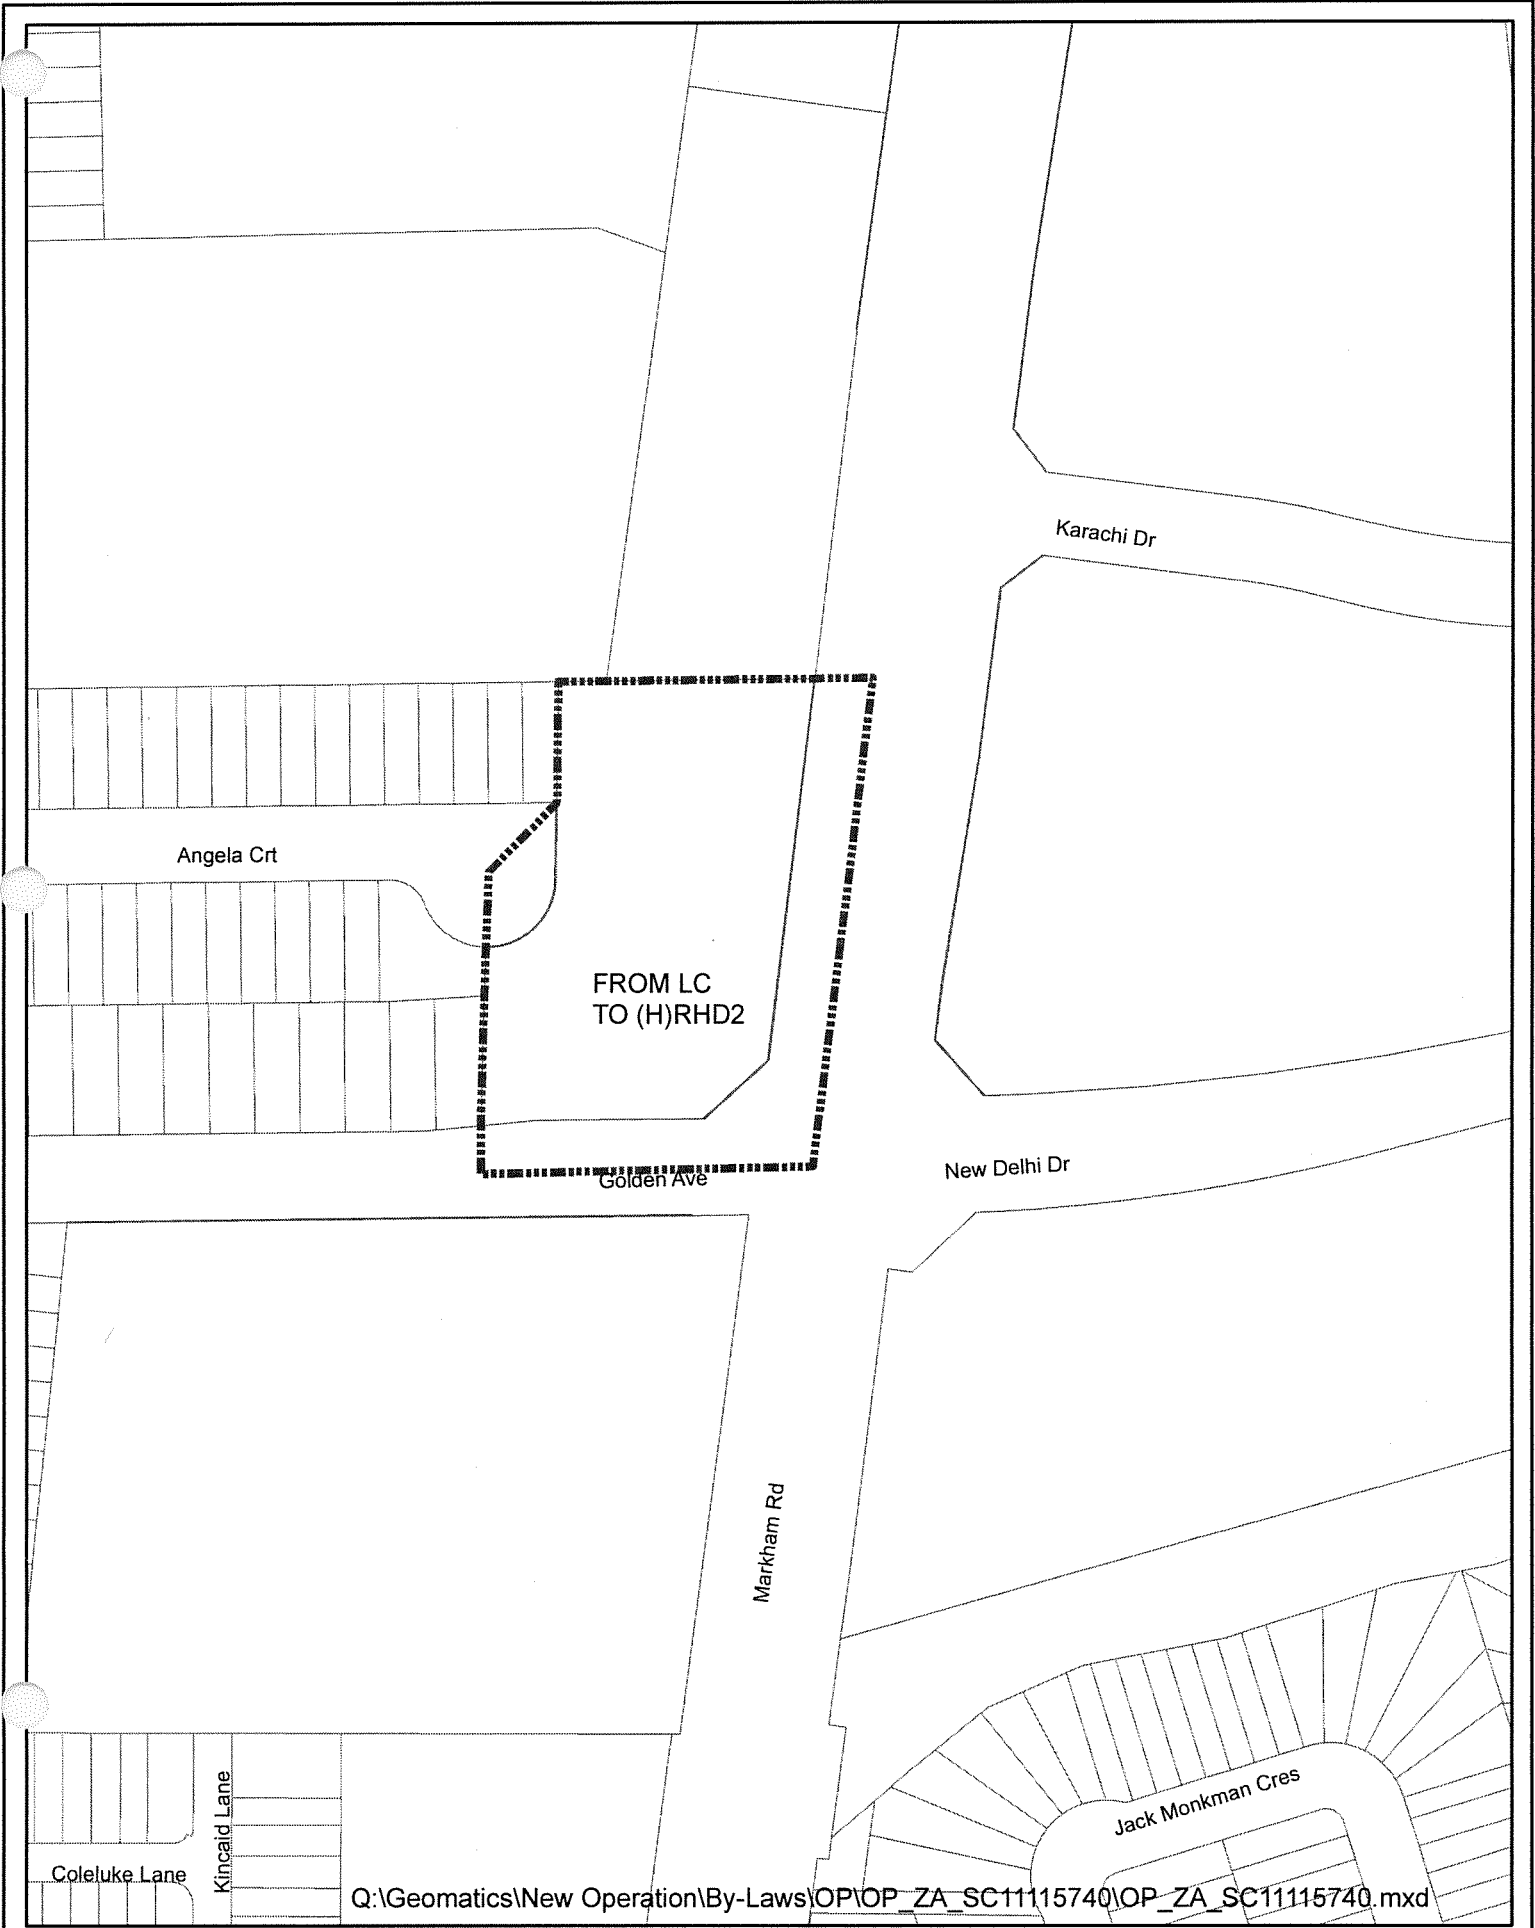 Karachi Dr
Angela Crt
FROM LC
TO (H)RHD2
New Delhi Dr
Golden Ave
Markham Rd
Jack Monkman Cres
Kincaid Lane
Coleluke Lane
Q:\Geomatics\New Operation\By-Laws\OP\OP_ZA_SC11115740\OP_ZA_SC11115740.mxd